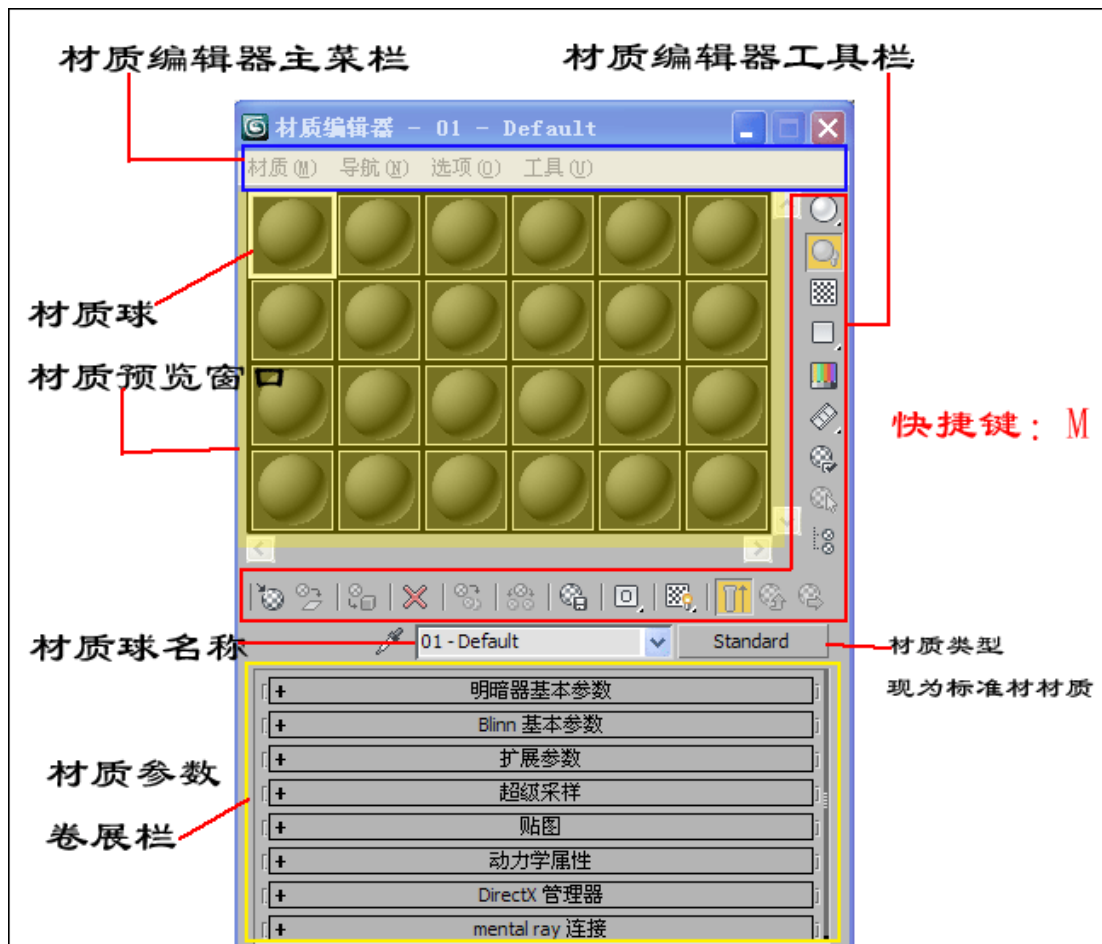 材质编辑器主菜栏
材质编辑器工具栏
材质编辑器 - 01 - Default
材质(M) 导航(N) 选项(O) 工具(U)
材质球
材质预览窗口
快捷键：M
材质球名称
01 - Default
Standard
材质类型
现为标准材材质
明暗器基本参数
Blinn 基本参数
扩展参数
超级采样
贴图
动力学属性
DirectX 管理器
mental ray 连接
材质参数
卷展栏